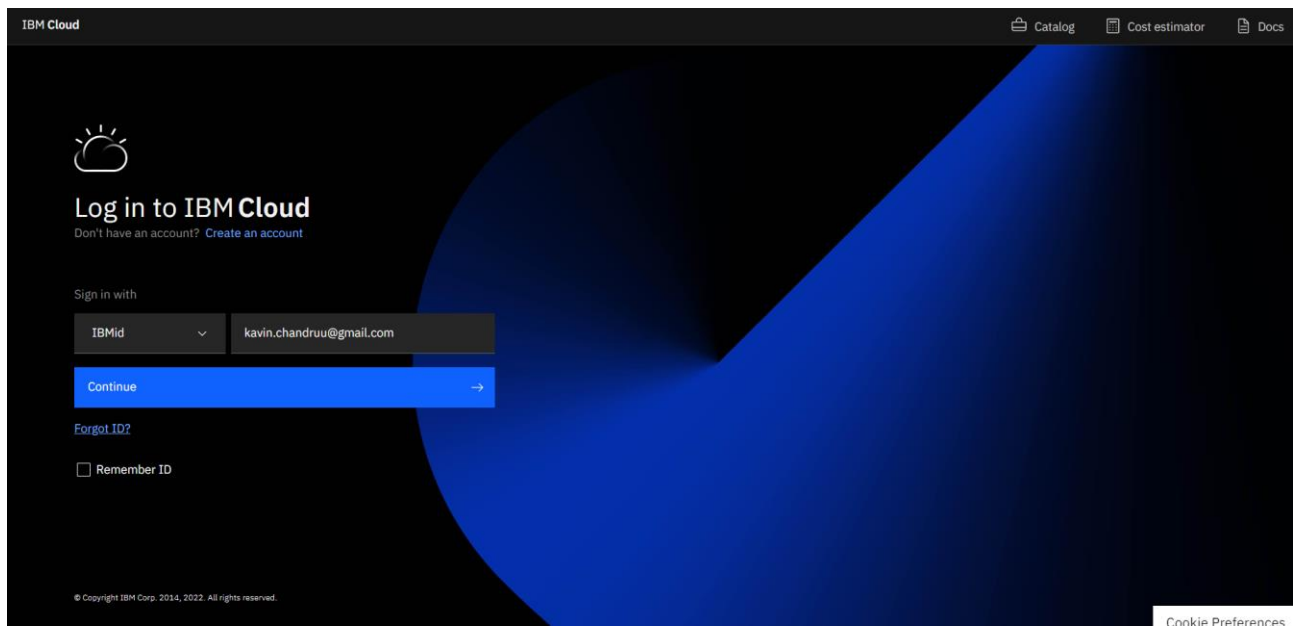 IBM Cloud
Catalog
Cost estimator
Docs
Log in to IBM Cloud
Don't have an account? Create an account
Sign in with
IBMid
kavin.chandruu@gmail.com
Continue
Forgot ID?
Remember ID
© Copyright IBM Corp. 2014, 2022. All rights reserved.
Cookie Preferences